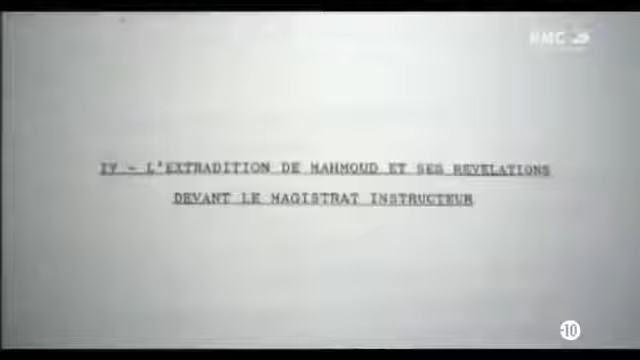 RMC
IV - L'EXTRADITION DE MAHMOUD ET SES REVELATIONS
DEVANT LE MAGISTRAT INSTRUCTEUR
-10